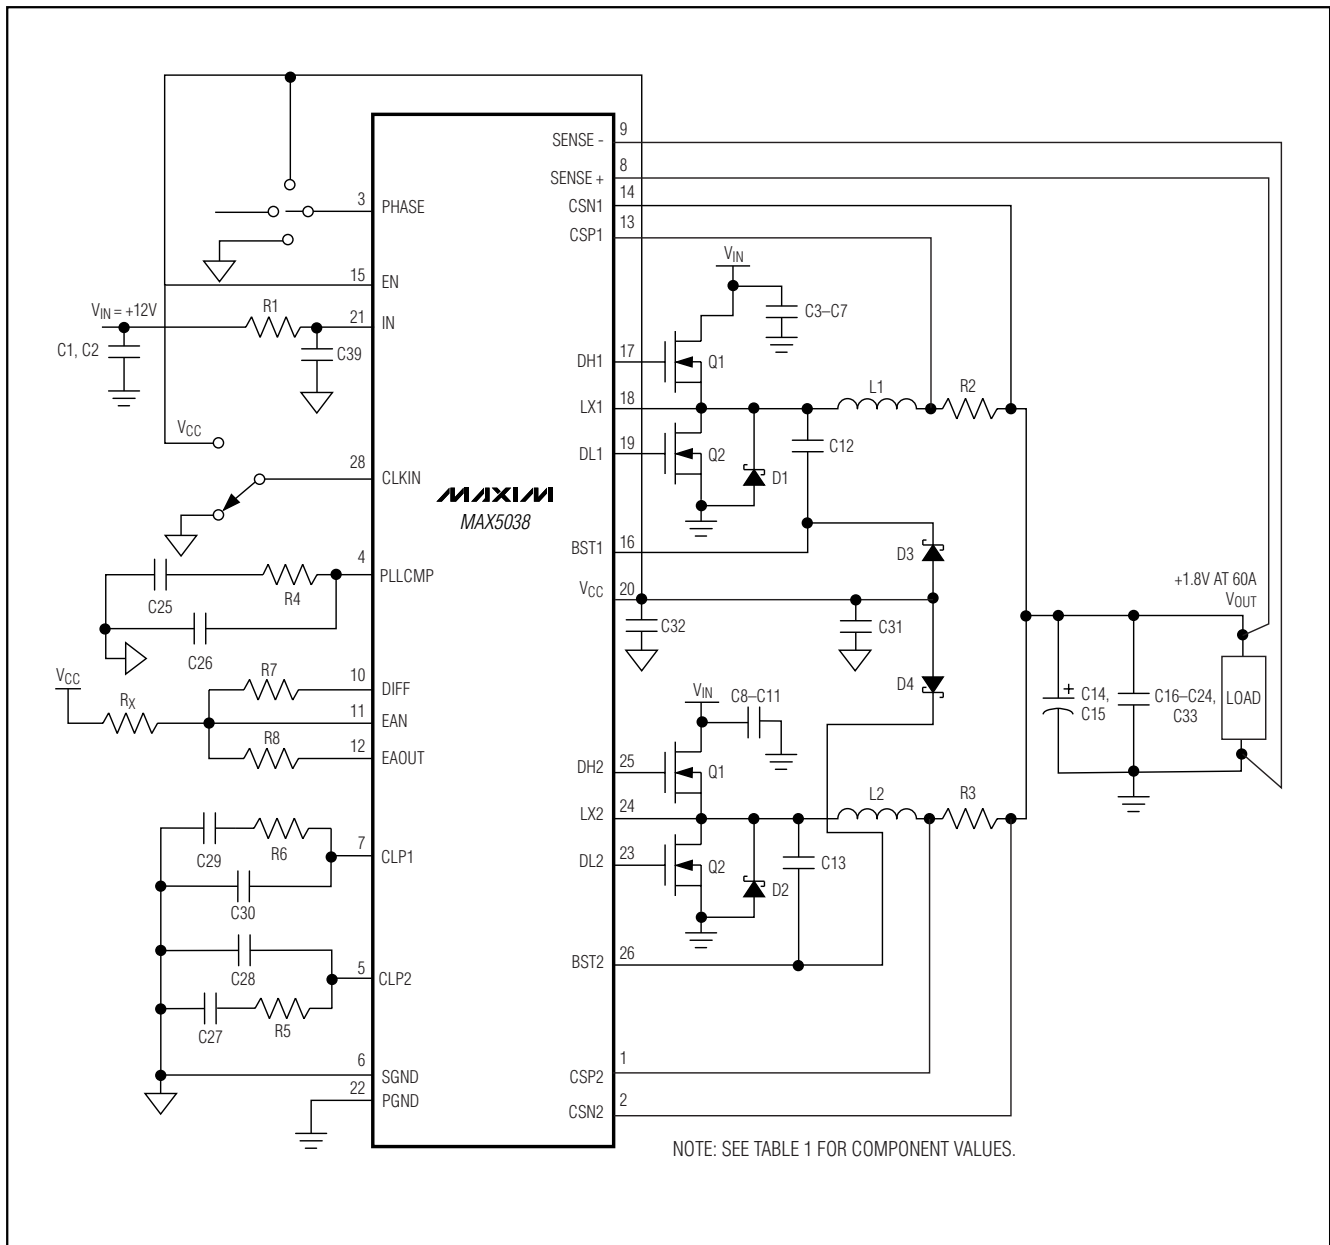 9
SENSE -
8
SENSE +
14
CSN1
13
CSP1
3
PHASE
15
EN
VIN = +12V
R1
21
IN
C1, C2
C39
VIN
C3–C7
DH1
17
Q1
LX1
18
L1
R2
DL1
19
Q2
D1
C12
VCC
28
CLKIN
MAXIM
MAX5038
BST1
16
D3
4
PLLCMP
C25
R4
C26
VCC
20
C32
C31
D4
+1.8V AT 60A
VOUT
VCC
RX
R7
10
DIFF
11
EAN
R8
12
EAOUT
VIN
C8–C11
+
C14,
C15
C16–C24,
C33
LOAD
DH2
25
Q1
LX2
24
L2
R3
DL2
23
Q2
D2
C13
C29
R6
7
CLP1
C30
BST2
26
C28
5
CLP2
C27
R5
6
SGND
22
PGND
1
CSP2
2
CSN2
NOTE: SEE TABLE 1 FOR COMPONENT VALUES.